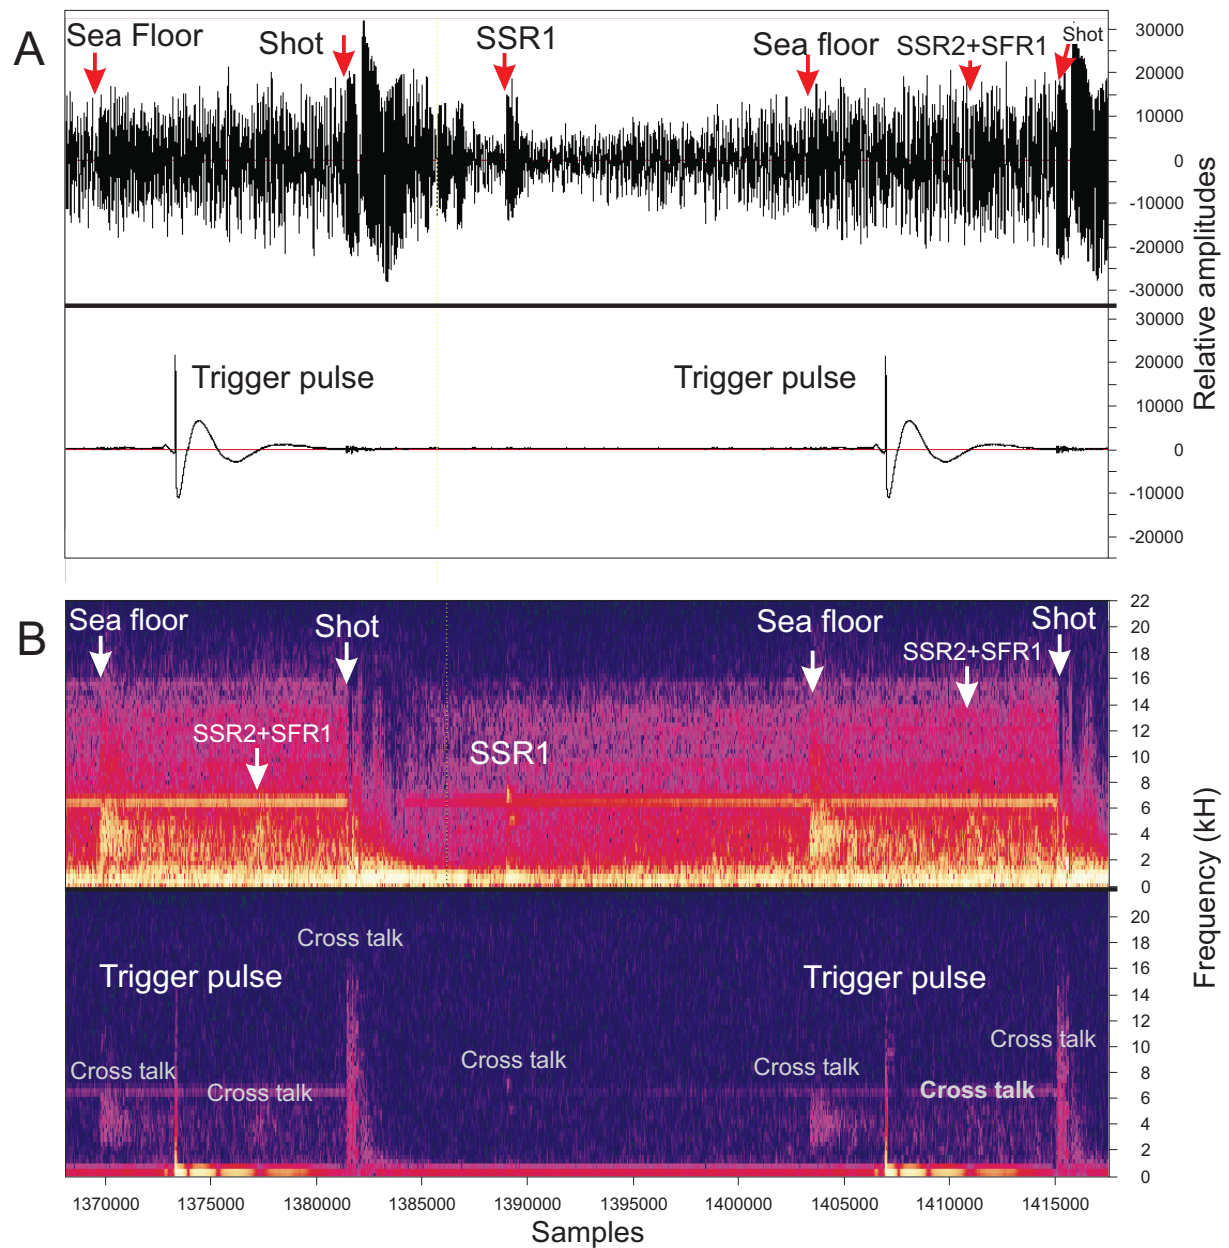 A
Sea Floor
Shot
SSR1
Sea floor
SSR2+SFR1
Shot
30000
20000
10000
0
-10000
-20000
-30000
Relative amplitudes
Trigger pulse
Trigger pulse
30000
20000
10000
0
-10000
-20000
B
Sea floor
SSR2+SFR1
Shot
SSR1
Sea floor
SSR2+SFR1
Shot
22
20
18
16
14
12
10
8
6
4
2
0
Frequency (kH)
Cross talk
Trigger pulse
Trigger pulse
Cross talk
Cross talk
Cross talk
Cross talk
Cross talk
Cross talk
20
18
16
14
12
10
8
6
4
2
0
1370000 1375000 1380000 1385000 1390000 1395000 1400000 1405000 1410000 1415000
Samples